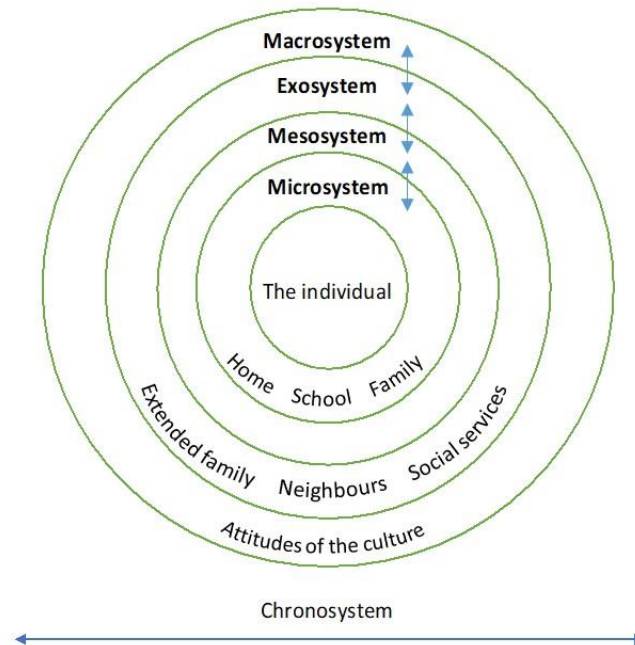 Macrosystem
Exosystem
Mesosystem
Microsystem
The individual
Home School Family
Extended family Neighbours Social services
Attitudes of the culture
Chronosystem